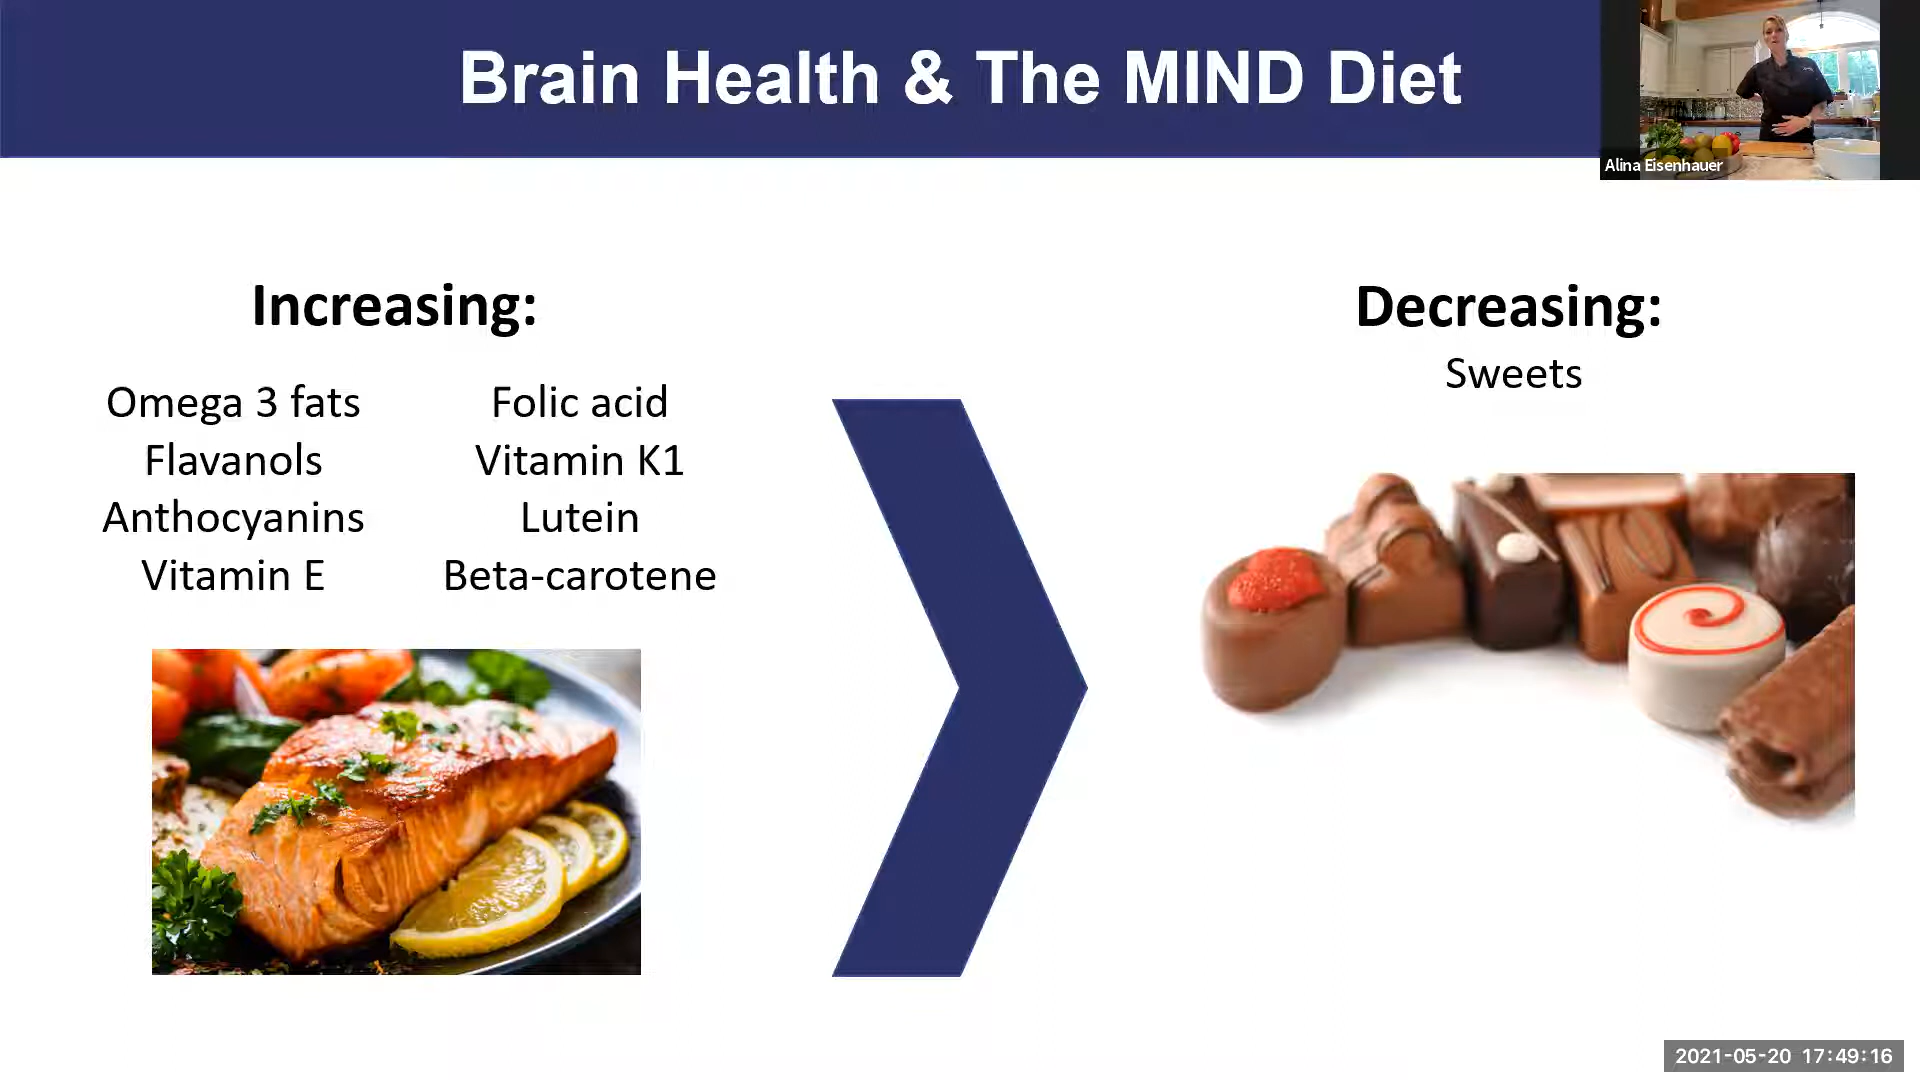 Brain Health & The MIND Diet
Alina Eisenhauer
Increasing:
Omega 3 fats
Flavanols
Anthocyanins
Vitamin E
Folic acid
Vitamin K1
Lutein
Beta-carotene
Decreasing:
Sweets
2021-05-20 17:49:16